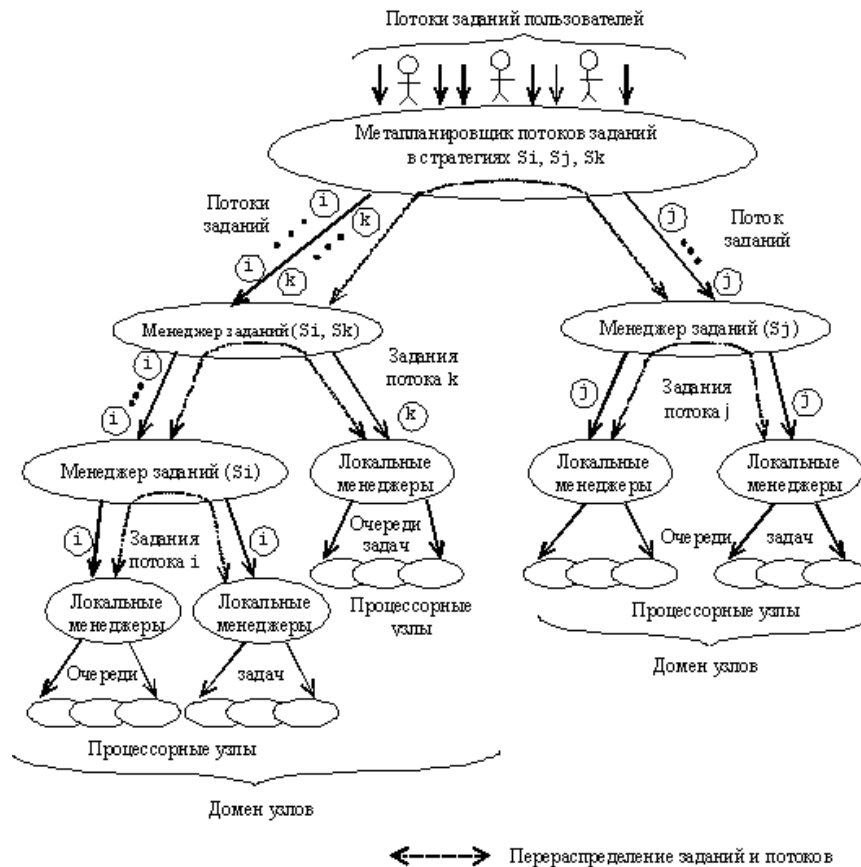 Потоки заданий пользователей
Метапланировщик потоков заданий
в стратегиях Si, Sj, Sk
Потоки
заданий
i
k
i
k
j
j
Поток
заданий
Менеджер заданий (Si, Sk)
Менеджер заданий (Sj)
i
i
Задания
потока k
k
j
Задания
потока j
j
Менеджер заданий (Si)
Локальные
менеджеры
Локальные
менеджеры
Локальные
менеджеры
i
Задания
потока i
i
Очереди
задач
Очереди
задач
Локальные
менеджеры
Локальные
менеджеры
Процессорные
узлы
Процессорные узлы
Домен узлов
Очереди
задач
Процессорные узлы
Домен узлов
Перераспределение заданий и потоков